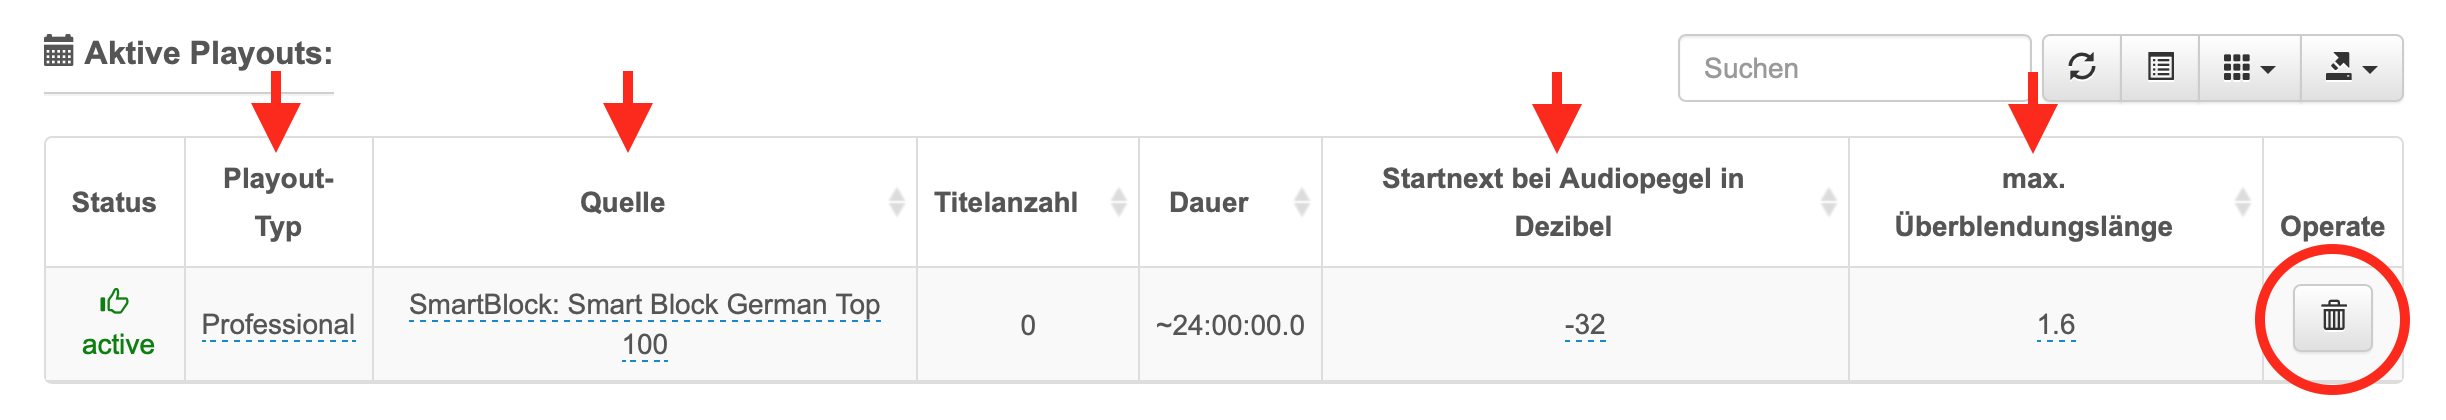 Aktive Playouts:
Suchen
Status
Playout-
Typ
Quelle
Titelanzahl
Dauer
Startnext bei Audiopegel in
Dezibel
max.
Überblendungslänge
Operate
active
Professional
SmartBlock: Smart Block German Top
100
0
~24:00:00.0
-32
1.6